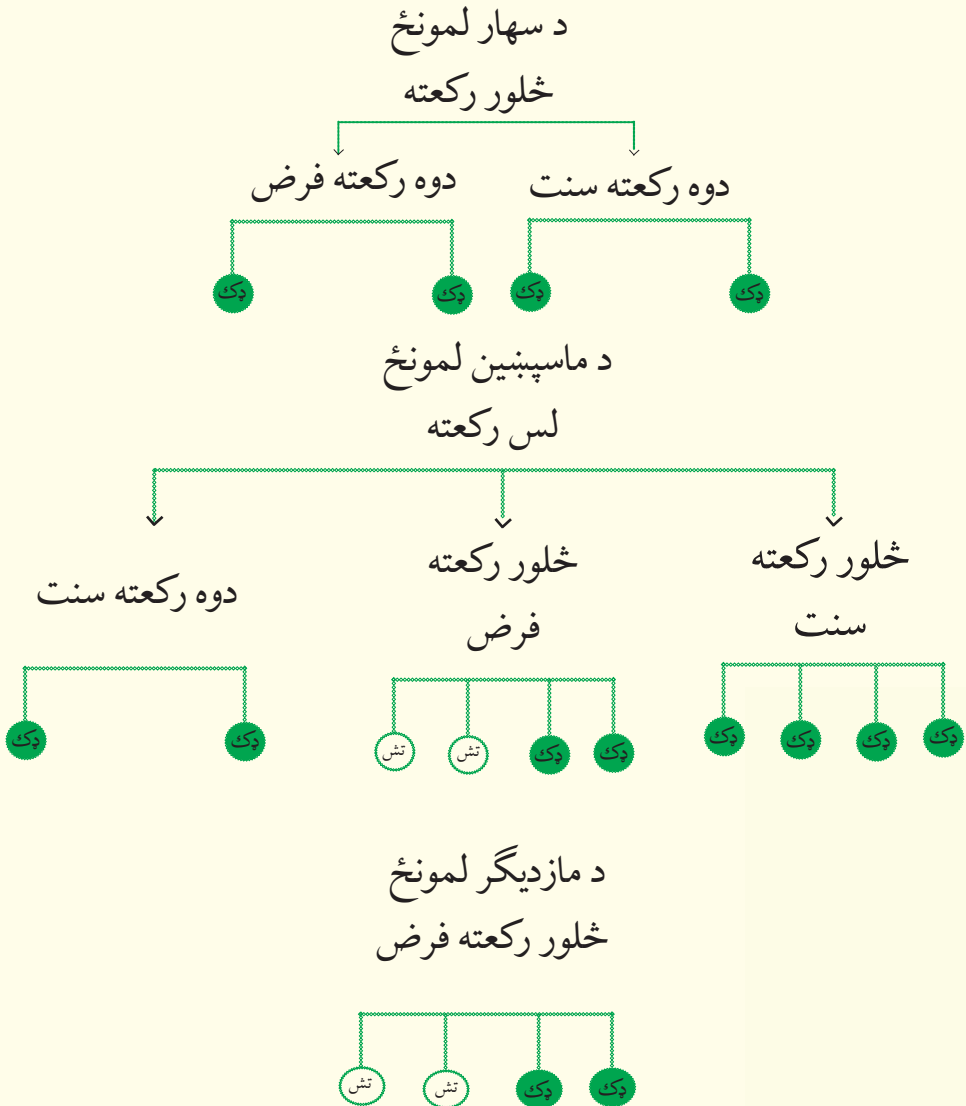 د سهار لمونځ
څلور رکعته
دوه رکعته سنت
دوه رکعته فرض
ډک
ډک
ډک
ډک
د ماسپښين لمونځ
لس رکعته
څلور رکعته
سنت
څلور رکعته
فرض
دوه رکعته سنت
ډک
ډک
ډک
ډک
ډک
ډک
تش
تش
ډک
ډک
د مازديگر لمونځ
څلور رکعته فرض
ډک
ډک
تش
تش